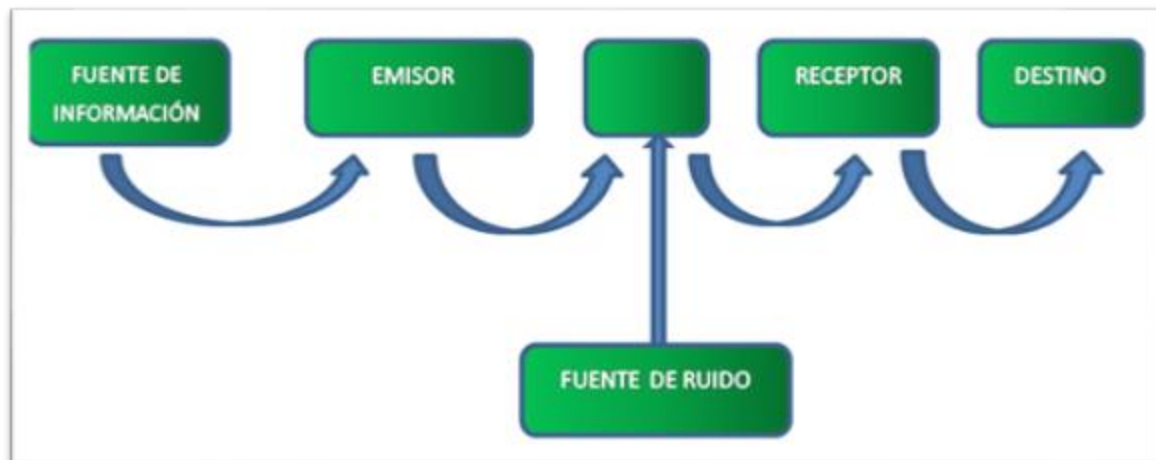 FUENTE DE
INFORMACIÓN
EMISOR
RECEPTOR
DESTINO
FUENTE DE RUIDO